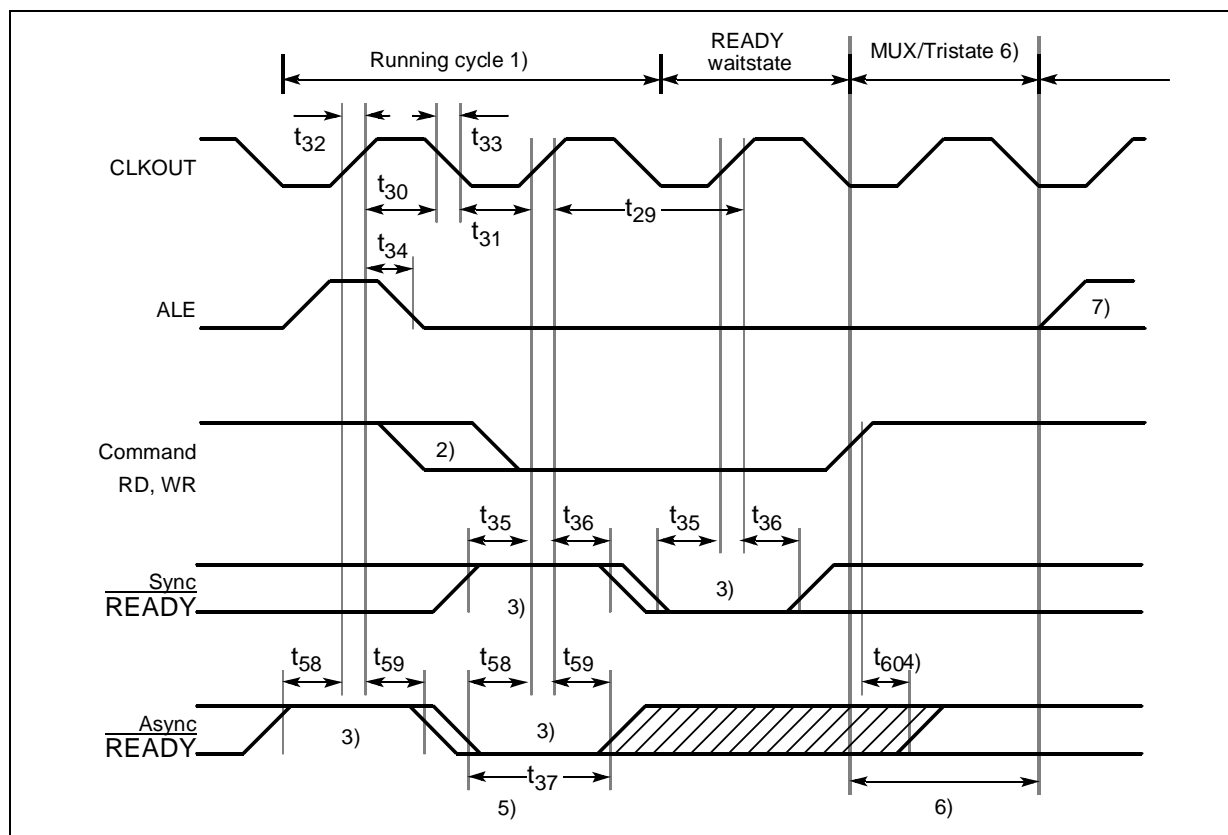 Running cycle 1)
READY
waitstate
MUX/Tristate 6)
t32
t33
CLKOUT
t30
t31
t29
t34
ALE
7)
Command
RD, WR
2)
t35
t36
t35
t36
Sync
READY
3)
3)
t58
t59
t58
t59
t604)
Async
READY
3)
3)
t37
5)
6)